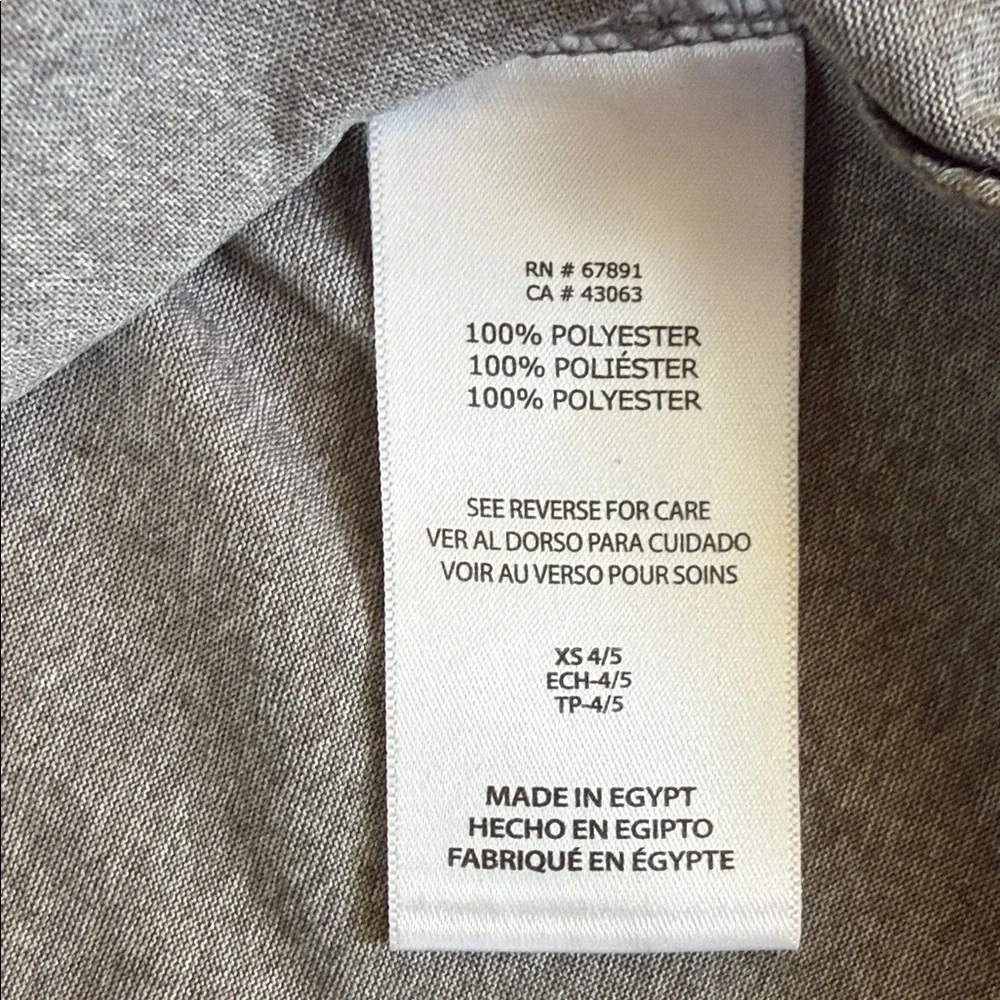 RN # 67891
CA # 43063
100% POLYESTER
100% POLIÉSTER
100% POLYESTER
SEE REVERSE FOR CARE
VER AL DORSO PARA CUIDADO
VOIR AU VERSO POUR SOINS
XS 4/5
ECH-4/5
TP-4/5
MADE IN EGYPT
HECHO EN EGIPTO
FABRIQUÉ EN ÉGYPTE